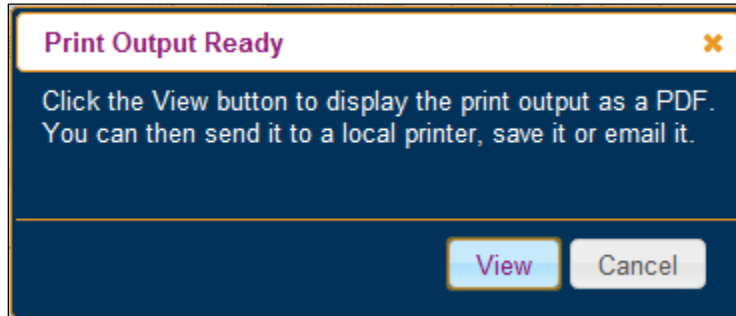 Print Output Ready
Click the View button to display the print output as a PDF.
You can then send it to a local printer, save it or email it.
View Cancel